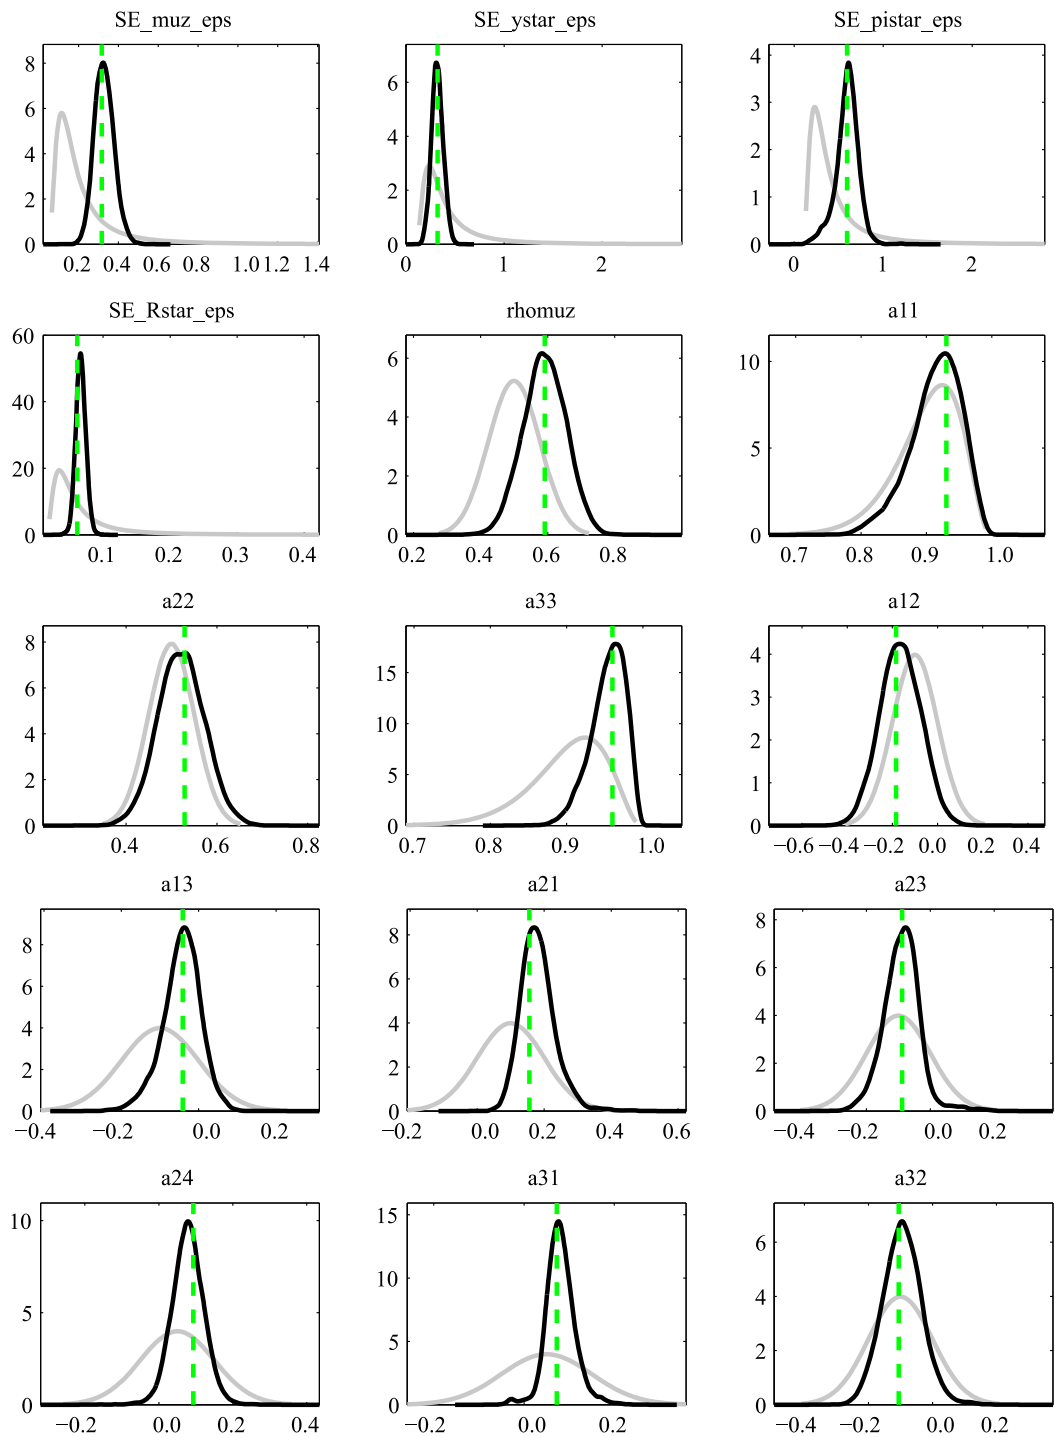 SE_muz_eps SE_ystar_eps SE_pistar_eps
8 6 4 2 0
0.2 0.4 0.6 0.8 1.0 1.2 1.4
6 4 2 0
0 1 2
4 3 2 1 0
0 1 2
SE_Rstar_eps rhomuz a11
60 40 20 0
0.1 0.2 0.3 0.4
6 4 2 0
0.2 0.4 0.6 0.8
10 5 0
0.7 0.8 0.9 1.0
a22 a33 a12
8 6 4 2 0
0.4 0.6 0.8
15 10 5 0
0.7 0.8 0.9 1.0
4 3 2 1 0
−0.6 −0.4 −0.2 0.0 0.2 0.4
a13 a21 a23
8 6 4 2 0
−0.4 −0.2 0.0 0.2
8 6 4 2 0
−0.2 0.0 0.2 0.4 0.6
8 6 4 2 0
−0.4 −0.2 0.0 0.2
a24 a31 a32
10 5 0
−0.2 0.0 0.2 0.4
15 10 5 0
−0.2 0.0 0.2
6 4 2 0
−0.4 −0.2 0.0 0.2